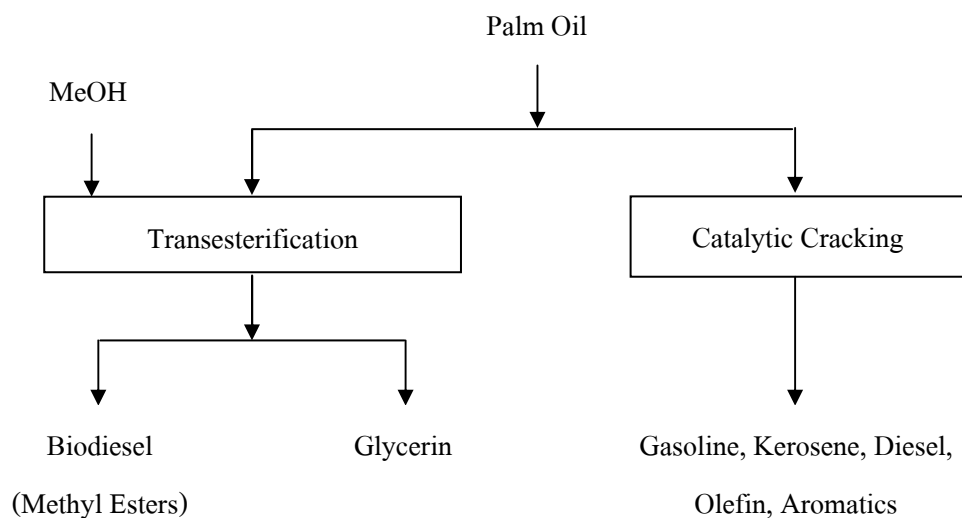 Palm Oil
MeOH
Transesterification
Catalytic Cracking
Biodiesel
(Methyl Esters)
Glycerin
Gasoline, Kerosene, Diesel,
Olefin, Aromatics